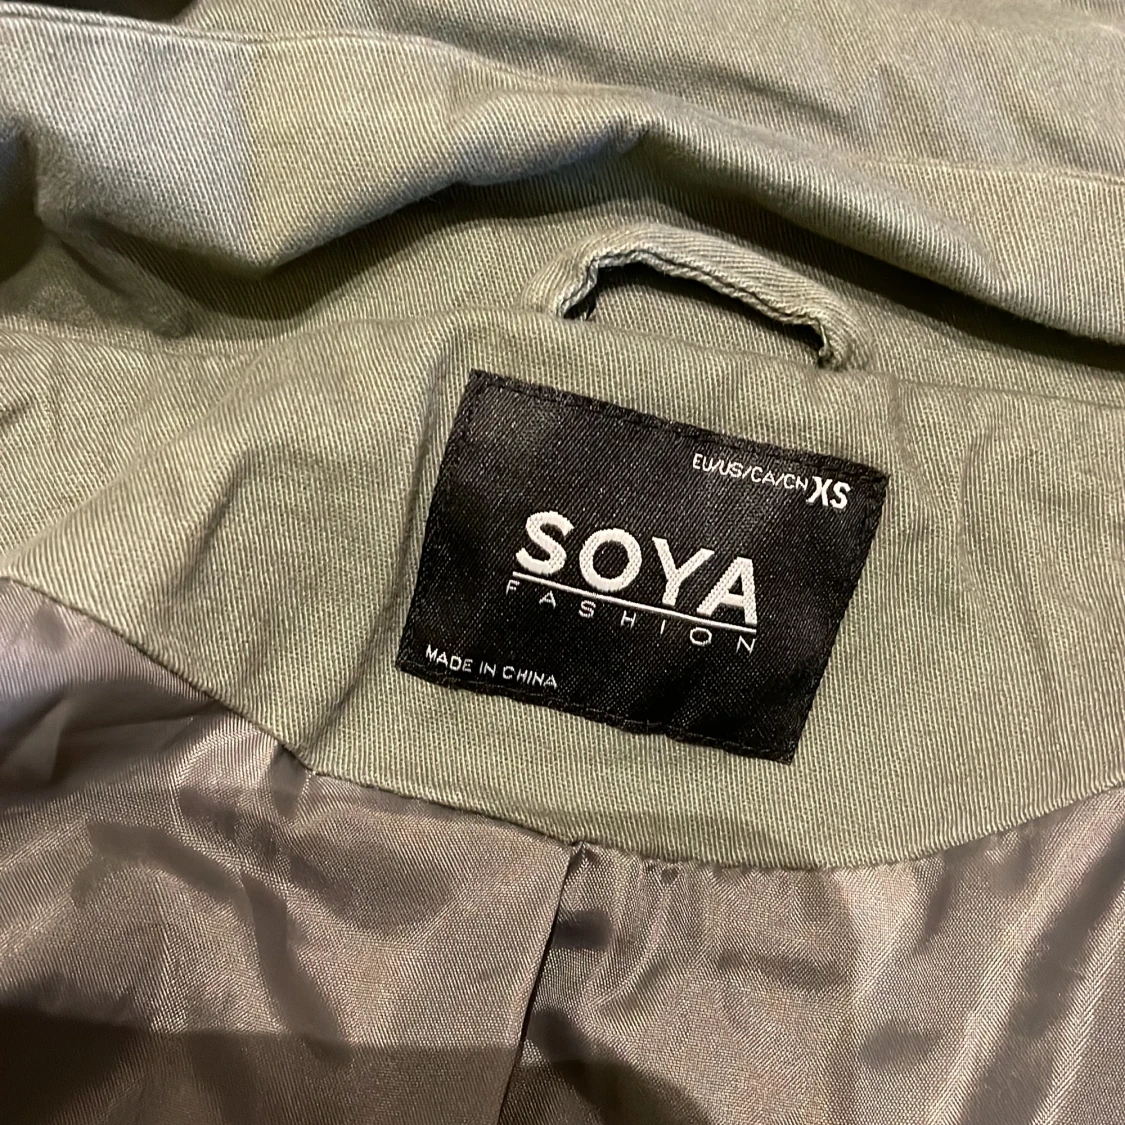 EU/US/CA/CN XS
SOYA
FASHION
MADE IN CHINA